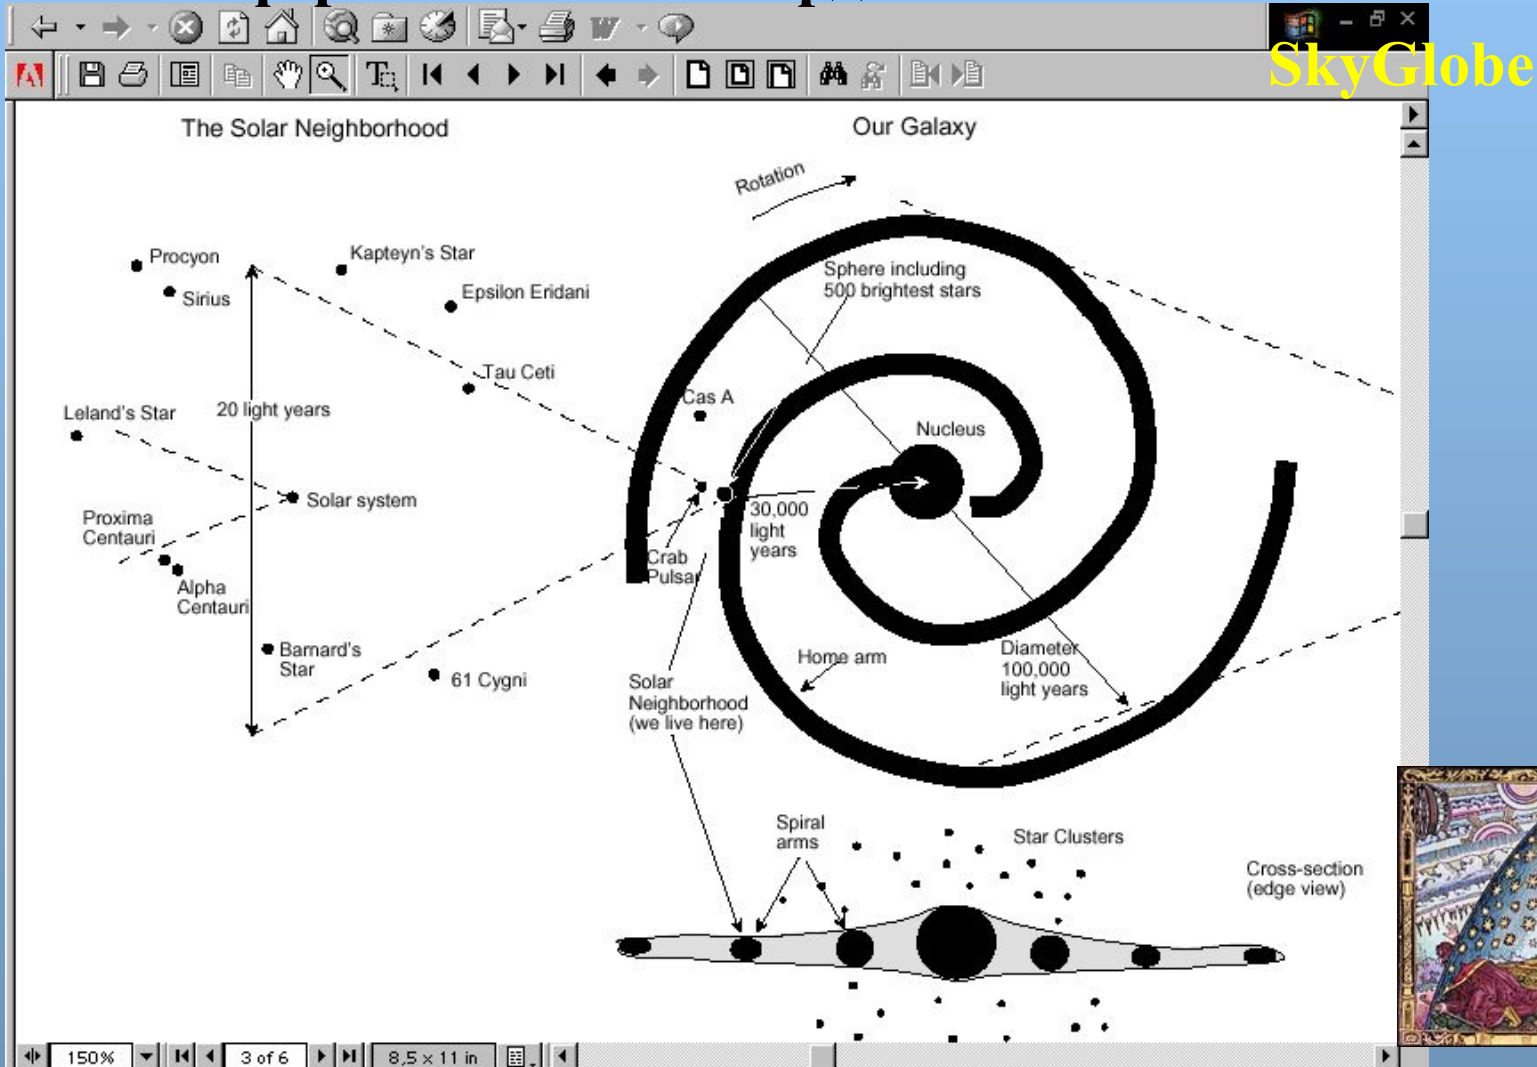 SkyGlobe
The Solar Neighborhood
Our Galaxy
Rotation
Procyon
Kapteyn's Star
Sirius
Epsilon Eridani
Sphere including
500 brightest stars
Tau Ceti
Cas A
Leland's Star
20 light years
Nucleus
Solar system
30,000
light
years
Proxima
Centauri
Crab
Pulsar
Alpha
Centauri
Barnard's
Star
61 Cygni
Home arm
Diameter
100,000
light years
Solar
Neighborhood
(we live here)
Spiral
arms
Star Clusters
Cross-section
(edge view)
150%
3 of 6
8,5 x 11 in